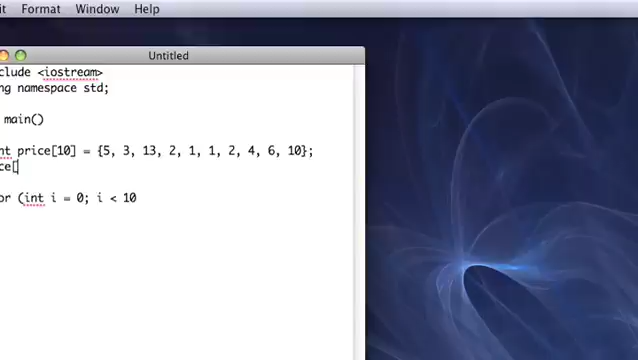 it Format Window Help
Untitled
clude <iostream>
ng namespace std;
main()
nt price[10] = {5, 3, 13, 2, 1, 1, 2, 4, 6, 10};
ce[
or (int i = 0; i < 10